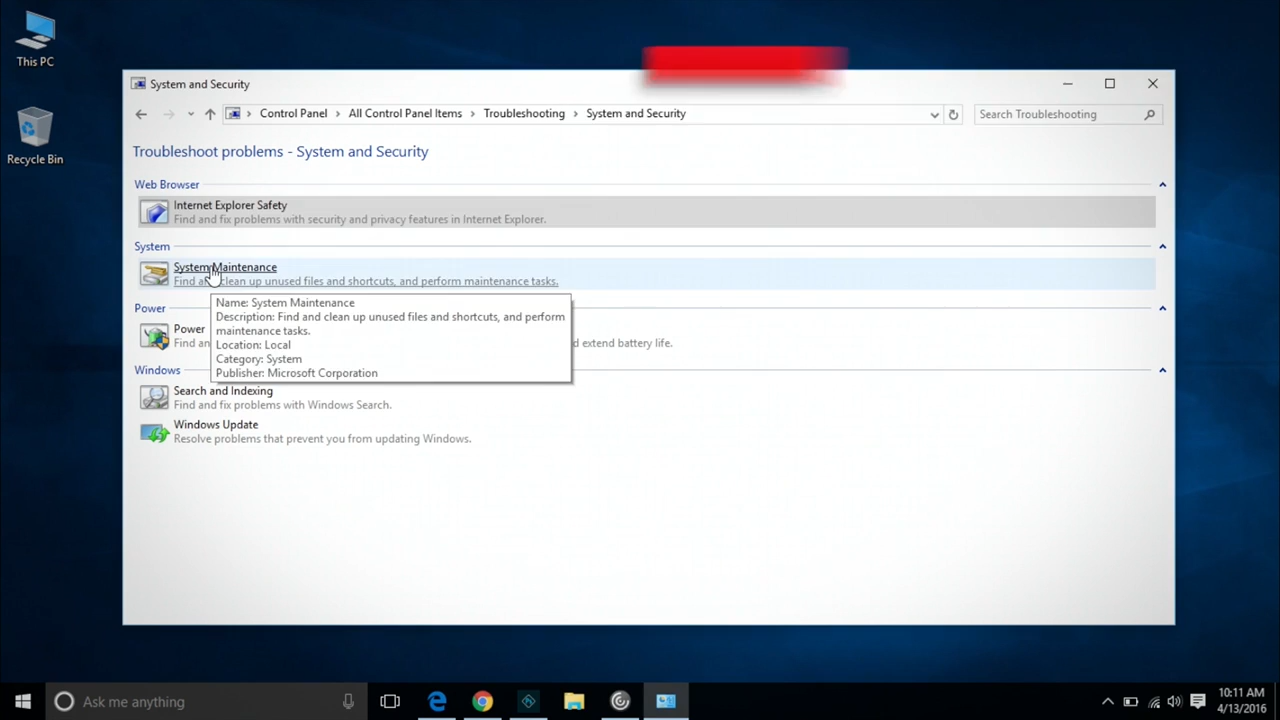 This PC
Recycle Bin
System and Security
Control Panel > All Control Panel Items > Troubleshooting > System and Security
Search Troubleshooting
Troubleshoot problems - System and Security
Web Browser
Internet Explorer Safety
Find and fix problems with security and privacy features in Internet Explorer.
System
System Maintenance
Find and clean up unused files and shortcuts, and perform maintenance tasks.
Name: System Maintenance
Description: Find and clean up unused files and shortcuts, and perform
maintenance tasks.
Location: Local
Category: System
Publisher: Microsoft Corporation
Power
Power
extend battery life.
Windows
Search and Indexing
Find and fix problems with Windows Search.
Windows Update
Resolve problems that prevent you from updating Windows.
Ask me anything
10:11 AM
4/13/2016